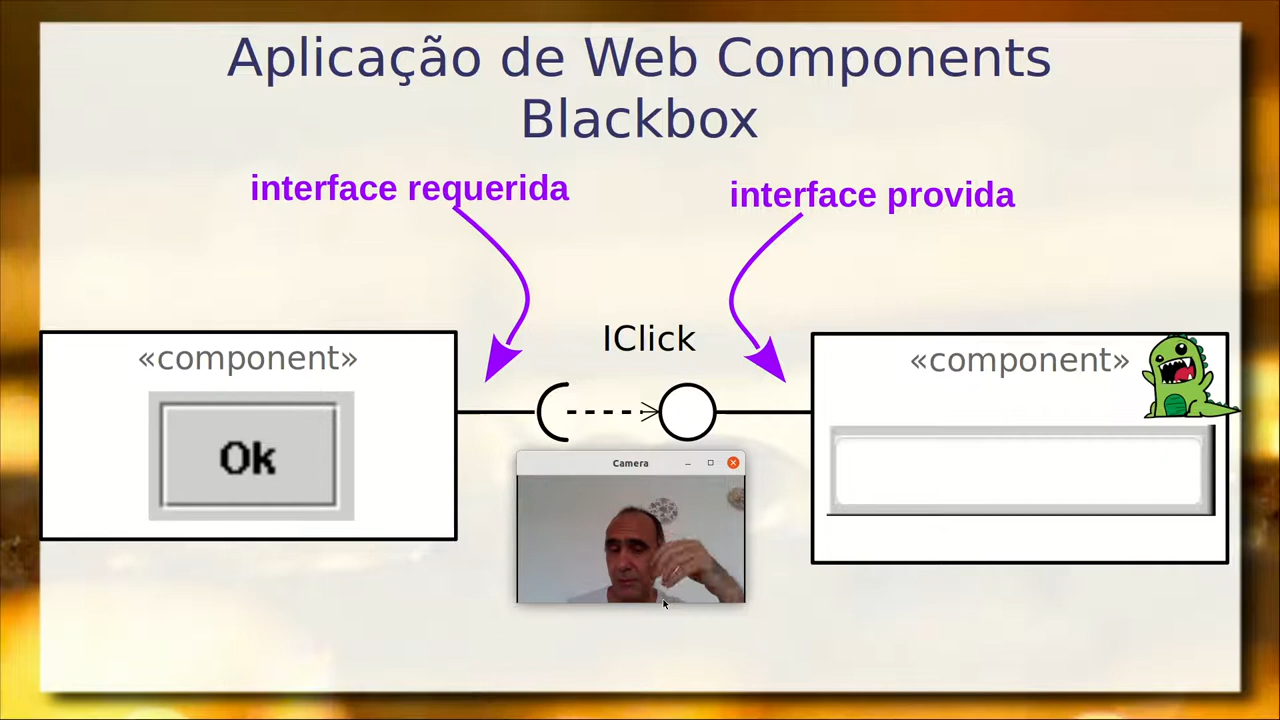 Aplicação de Web Components
Blackbox
interface requerida
interface provida
IClick
«component»
«component»
Ok
Camera